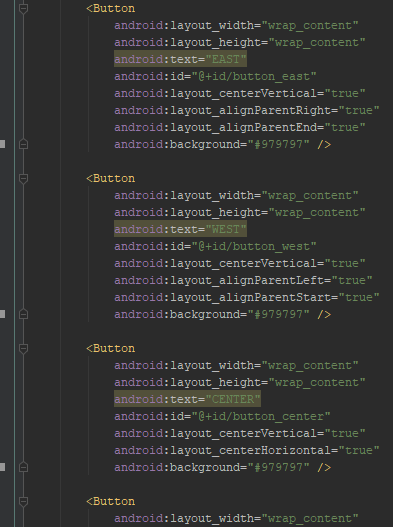 <Button
android:layout_width="wrap_content"
android:layout_height="wrap_content"
android:text="EAST"
android:id="@+id/button_east"
android:layout_centerVertical="true"
android:layout_alignParentRight="true"
android:layout_alignParentEnd="true"
android:background="#979797" />
<Button
android:layout_width="wrap_content"
android:layout_height="wrap_content"
android:text="WEST"
android:id="@+id/button_west"
android:layout_centerVertical="true"
android:layout_alignParentLeft="true"
android:layout_alignParentStart="true"
android:background="#979797" />
<Button
android:layout_width="wrap_content"
android:layout_height="wrap_content"
android:text="CENTER"
android:id="@+id/button_center"
android:layout_centerVertical="true"
android:layout_centerHorizontal="true"
android:background="#979797" />
<Button
android:layout_width="wrap_content"